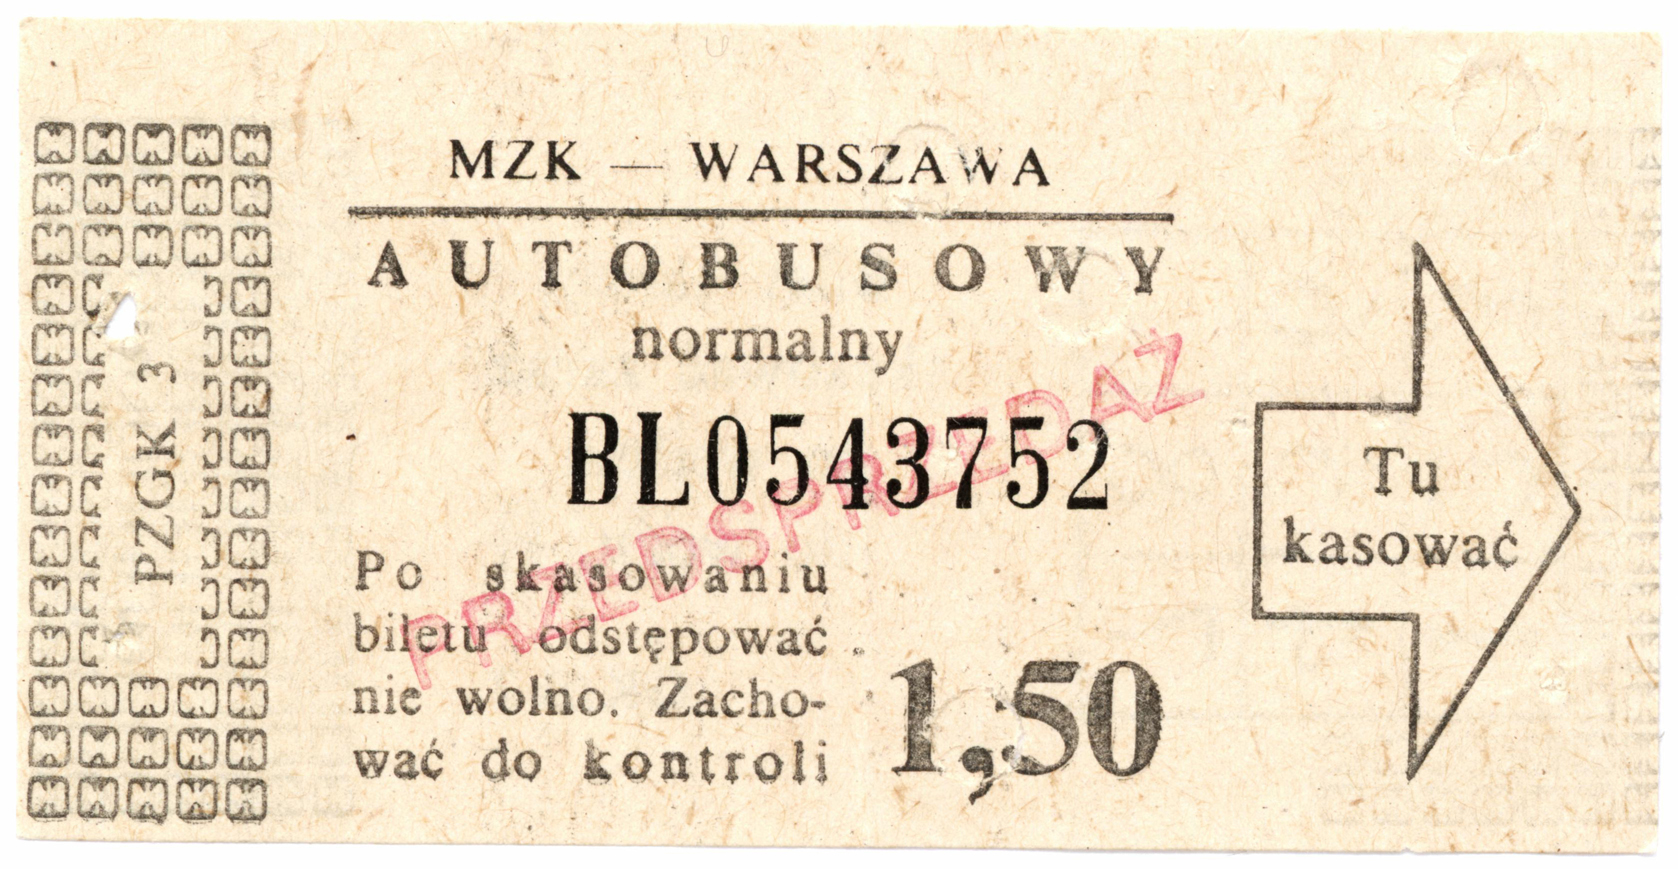 MZK — WARSZAWA
AUTOBUSOWY
normalny
BL0543752
PRZEDSPRZEDAŻ
Po skasowaniu
biletu odstępować
nie wolno. Zacho-
wać do kontroli
1,50
Tu
kasować
PZGK 3